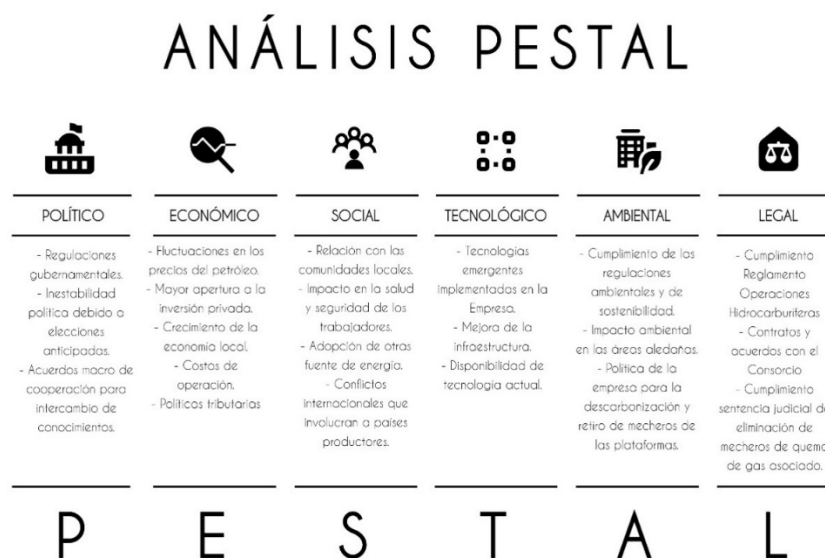 ANÁLISIS PESTAL
POLÍTICO
- Regulaciones
gubernamentales.
- Inestabilidad
política debido a
elecciones
anticipadas.
- Acuerdos macro de
cooperación para
intercambio de
conocimientos.
ECONÓMICO
- Fluctuaciones en los
precios del petróleo.
- Mayor apertura a la
inversión privada.
- Crecimiento de la
economía local.
- Costos de
operación.
- Políticas tributarias
SOCIAL
- Relación con las
comunidades locales.
- Impacto en la salud
y seguridad de los
trabajadores.
- Adopción de otras
fuente de energía.
- Conflictos
internacionales que
involucran a países
productores.
TECNOLÓGICO
- Tecnologías
emergentes
implementadas en la
Empresa.
- Mejora de la
infraestructura.
- Disponibilidad de
tecnología actual.
AMBIENTAL
- Cumplimiento de las
regulaciones
ambientales y de
sostenibilidad.
- Impacto ambiental
en las áreas aledañas.
- Política de la
empresa para la
descarbonización y
retiro de mecheros de
las plataformas.
LEGAL
- Cumplimiento
Reglamento
Operaciones
Hidrocarburíferas
- Contratos y
acuerdos con el
Consorcio
- Cumplimiento
sentencia judicial de
eliminación de
mecheros de quema
de gas asociado.
P E S T A L